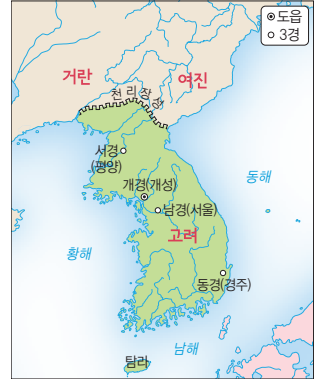 ◉도읍
○3경
거란
여진
천리장성
서경
(평양)
개경(개성)
남경(서울)
고려
동해
황해
동경(경주)
남해
탐라